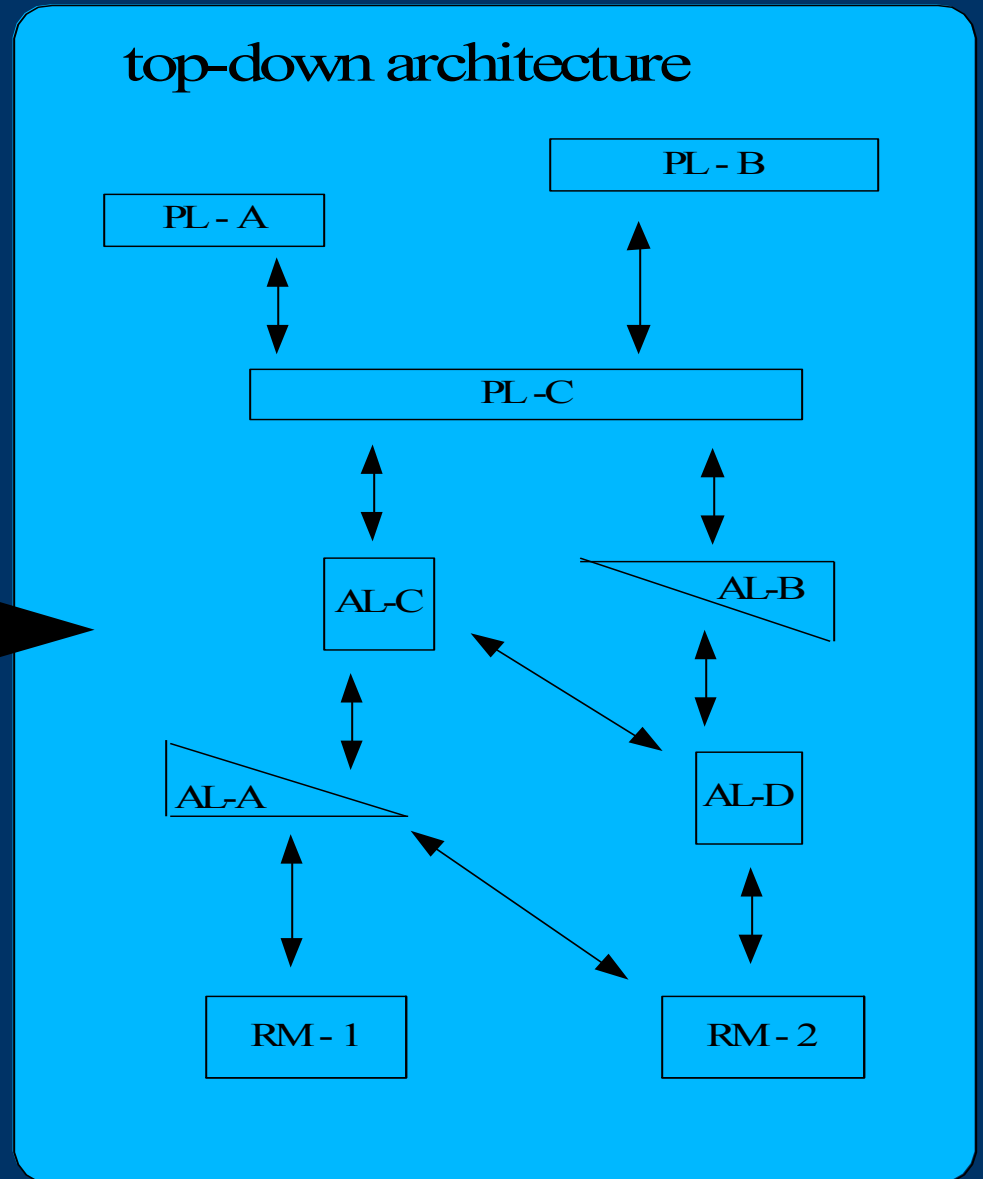 top-down architecture
PL - B
PL - A
PL -C
AL-C
AL-B
AL-A
AL-D
RM - 1
RM - 2